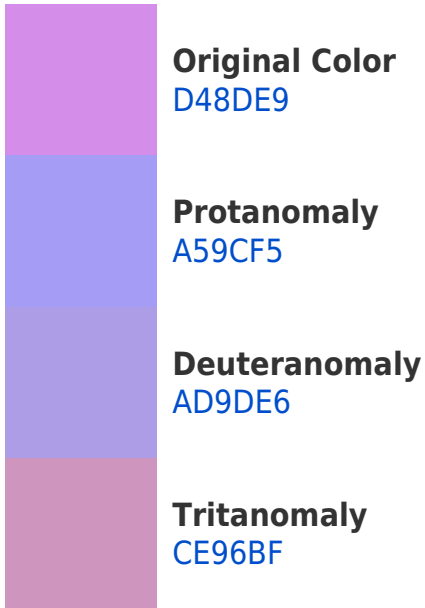 Original Color
D48DE9
Protanomaly
A59CF5
Deuteranomaly
AD9DE6
Tritanomaly
CE96BF